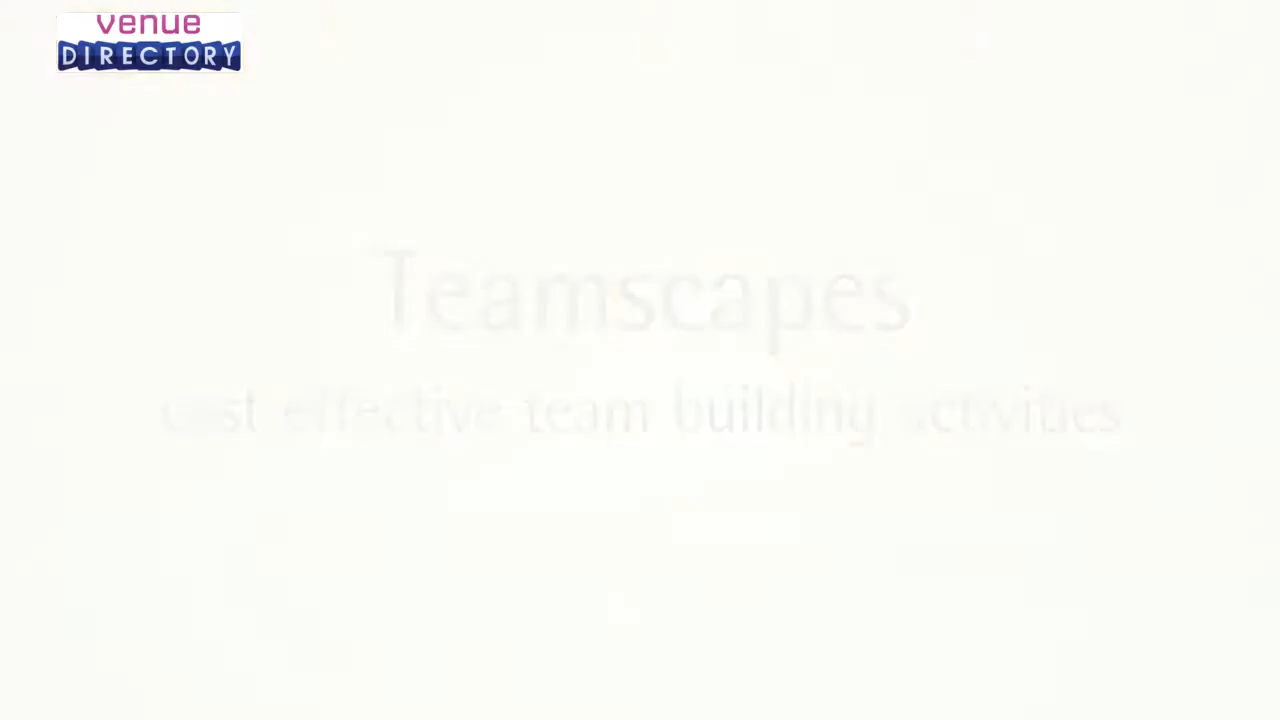 venue
DIRECTORY
Teamscapes
cost effective team building activities